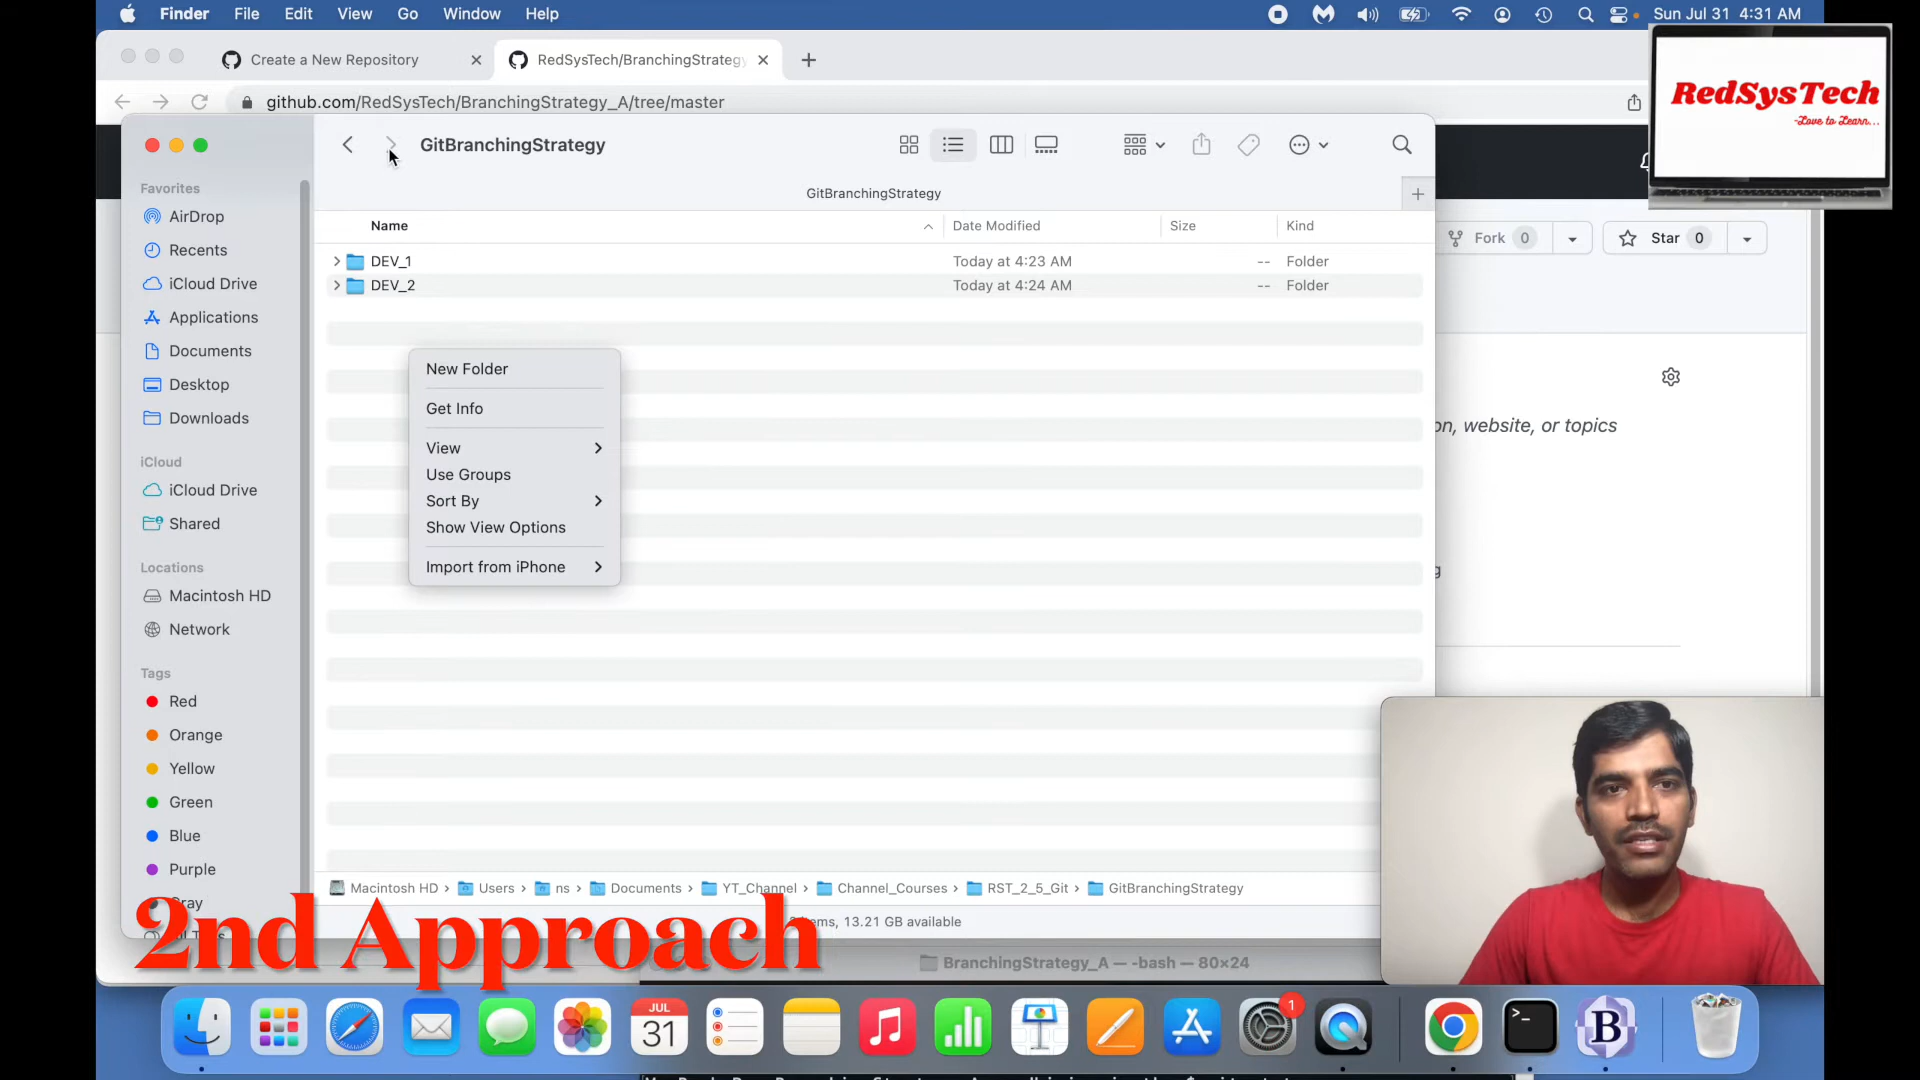 Finder File Edit View Go Window Help Sun Jul 31 4:31 AM
Create a New Repository RedSysTech/BranchingStrategy
github.com/RedSysTech/BranchingStrategy_A/tree/master
RedSysTech
-Love to Learn...
GitBranchingStrategy
GitBranchingStrategy
Name Date Modified Size Kind
DEV_1 Today at 4:23 AM -- Folder
DEV_2 Today at 4:24 AM -- Folder
Fork 0 Star 0
on, website, or topics
g
Favorites
AirDrop
Recents
iCloud Drive
Applications
Documents
Desktop
Downloads
iCloud
iCloud Drive
Shared
Locations
Macintosh HD
Network
Tags
Red
Orange
Yellow
Green
Blue
Purple
Gray
New Folder
Get Info
View
Use Groups
Sort By
Show View Options
Import from iPhone
Macintosh HD Users ns Documents YT_Channel Channel_Courses RST_2_5_Git GitBranchingStrategy
items, 13.21 GB available
2nd Approach
BranchingStrategy_A — -bash — 80×24
JUL
31
1
B